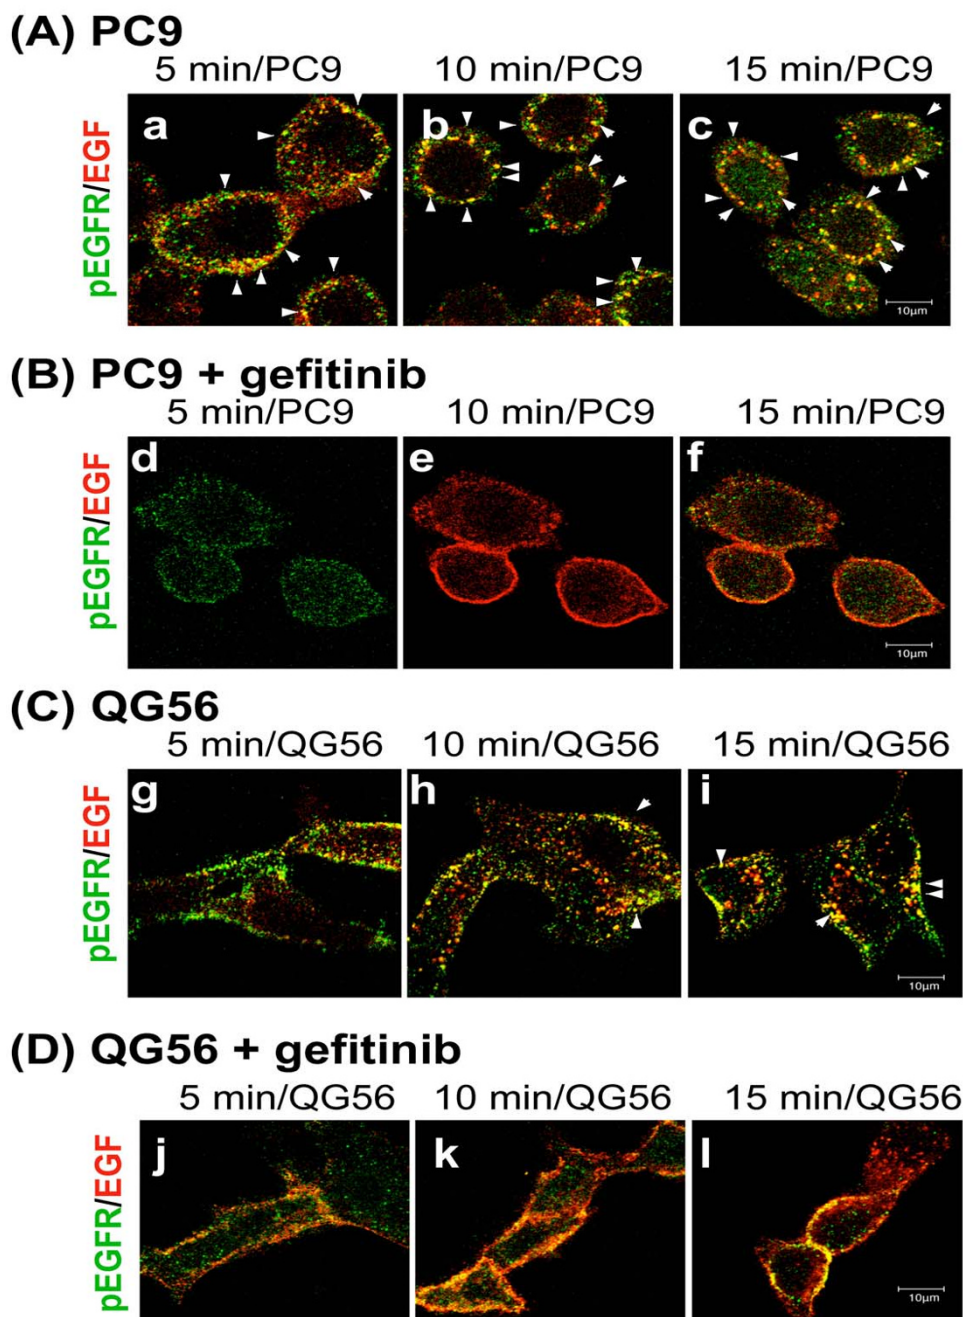 (A) PC9
5 min/PC9 10 min/PC9 15 min/PC9
pEGFR/EGF
a b c
10μm
(B) PC9 + gefitinib
5 min/PC9 10 min/PC9 15 min/PC9
pEGFR/EGF
d e f
10μm
(C) QG56
5 min/QG56 10 min/QG56 15 min/QG56
pEGFR/EGF
g h i
10μm
(D) QG56 + gefitinib
5 min/QG56 10 min/QG56 15 min/QG56
pEGFR/EGF
j k l
10μm